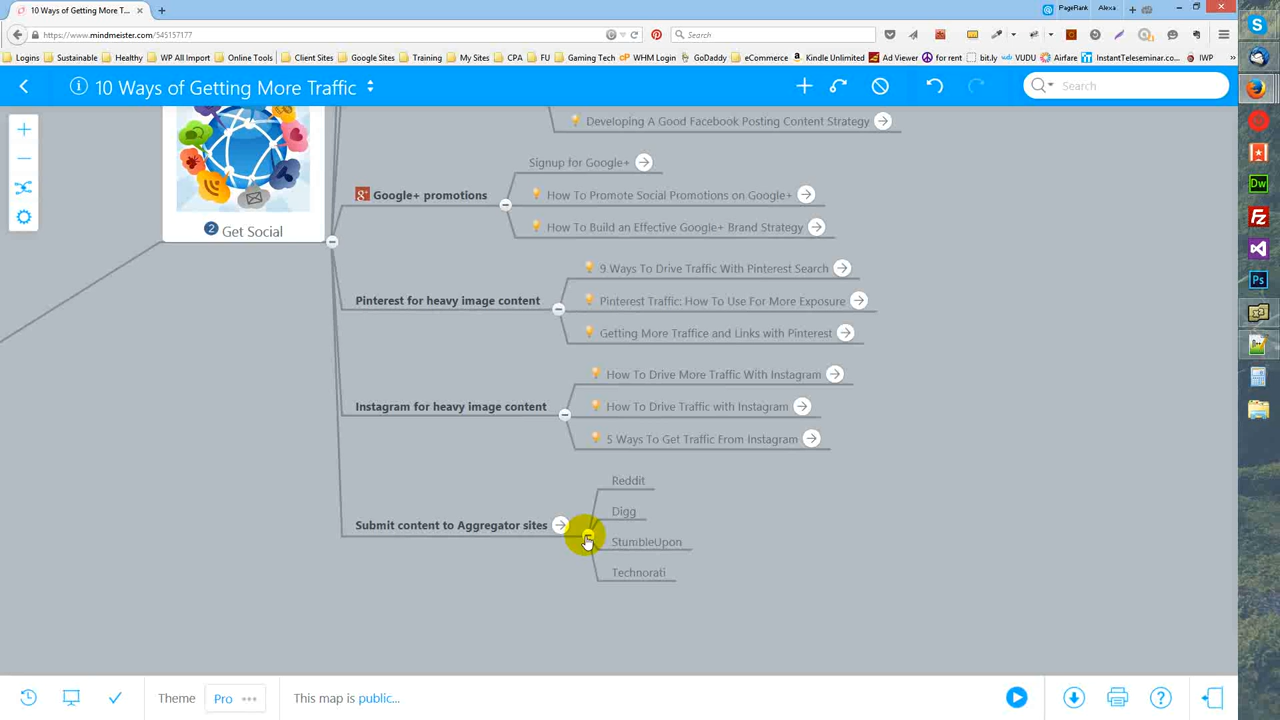 10 Ways of Getting More T...
PageRank
Alexa
https://www.mindmeister.com/545157177
Search
Logins
Sustainable
Healthy
WP All Import
Online Tools
Client Sites
Google Sites
Training
My Sites
CPA
FU
Gaming Tech
WHM Login
GoDaddy
eCommerce
Kindle Unlimited
Ad Viewer
for rent
bit.ly
VUDU
Airfare
InstantTeleseminar.com...
IWP
10 Ways of Getting More Traffic
Search
Developing A Good Facebook Posting Content Strategy
Signup for Google+
Google+ promotions
How To Promote Social Promotions on Google+
How To Build an Effective Google+ Brand Strategy
2 Get Social
9 Ways To Drive Traffic With Pinterest Search
Pinterest for heavy image content
Pinterest Traffic: How To Use For More Exposure
Getting More Traffice and Links with Pinterest
How To Drive More Traffic With Instagram
Instagram for heavy image content
How To Drive Traffic with Instagram
5 Ways To Get Traffic From Instagram
Reddit
Digg
Submit content to Aggregator sites
StumbleUpon
Technorati
Theme
Pro
This map is public...
Dw
Ps